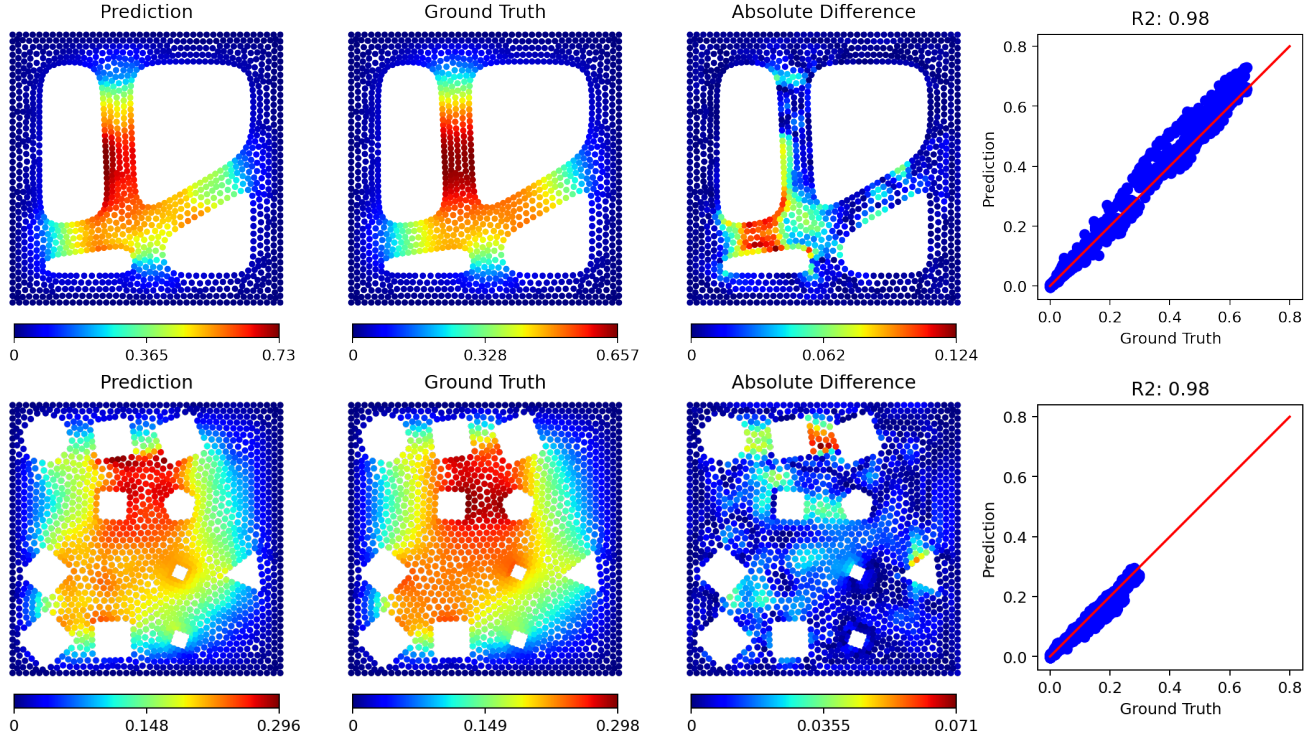 Prediction
Ground Truth
Absolute Difference
R2: 0.98
0.8
0.6
0.4
0.2
0.0
Prediction
0.0 0.2 0.4 0.6 0.8
Ground Truth
0 0.365 0.73
0 0.328 0.657
0 0.062 0.124
Prediction
Ground Truth
Absolute Difference
R2: 0.98
0.8
0.6
0.4
0.2
0.0
Prediction
0.0 0.2 0.4 0.6 0.8
Ground Truth
0 0.148 0.296
0 0.149 0.298
0 0.0355 0.071